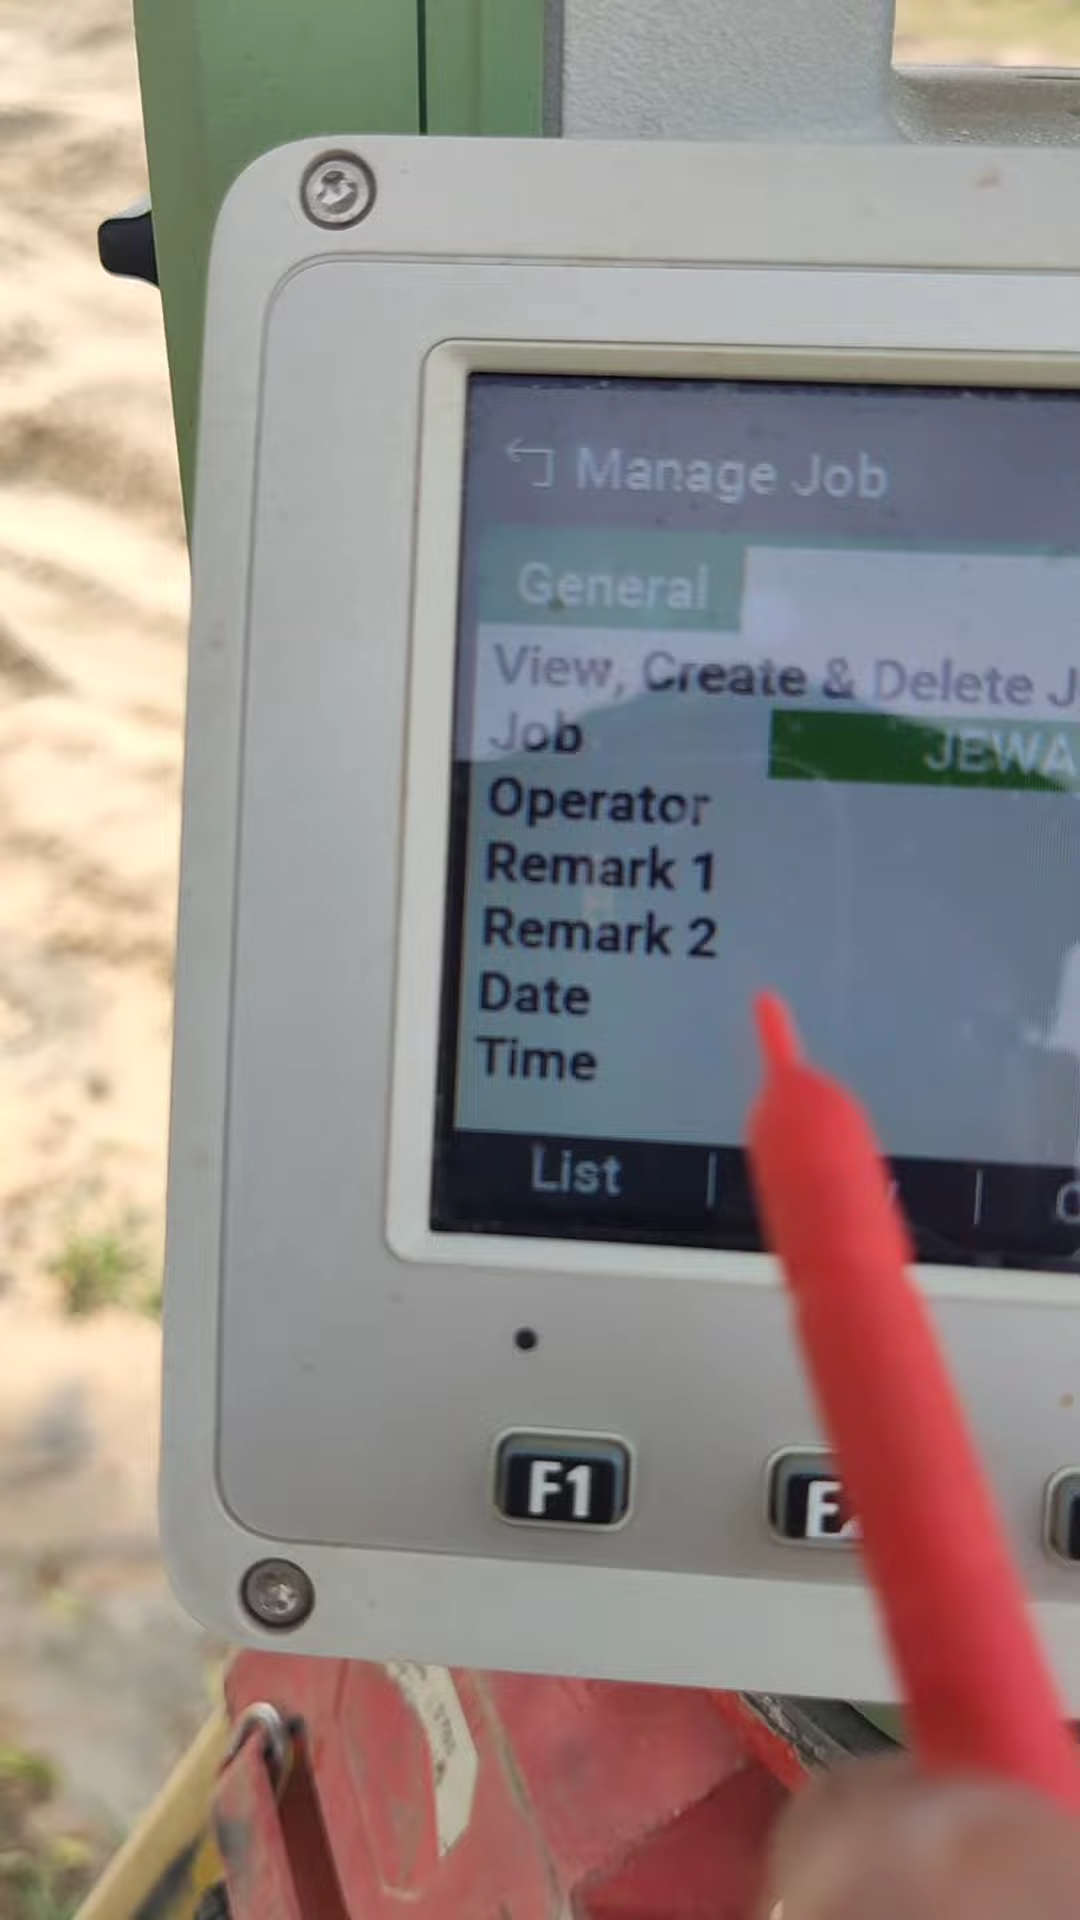 Manage Job
General
View, Create & Delete J
Job JEWA
Operator
Remark 1
Remark 2
Date
Time
List
F1